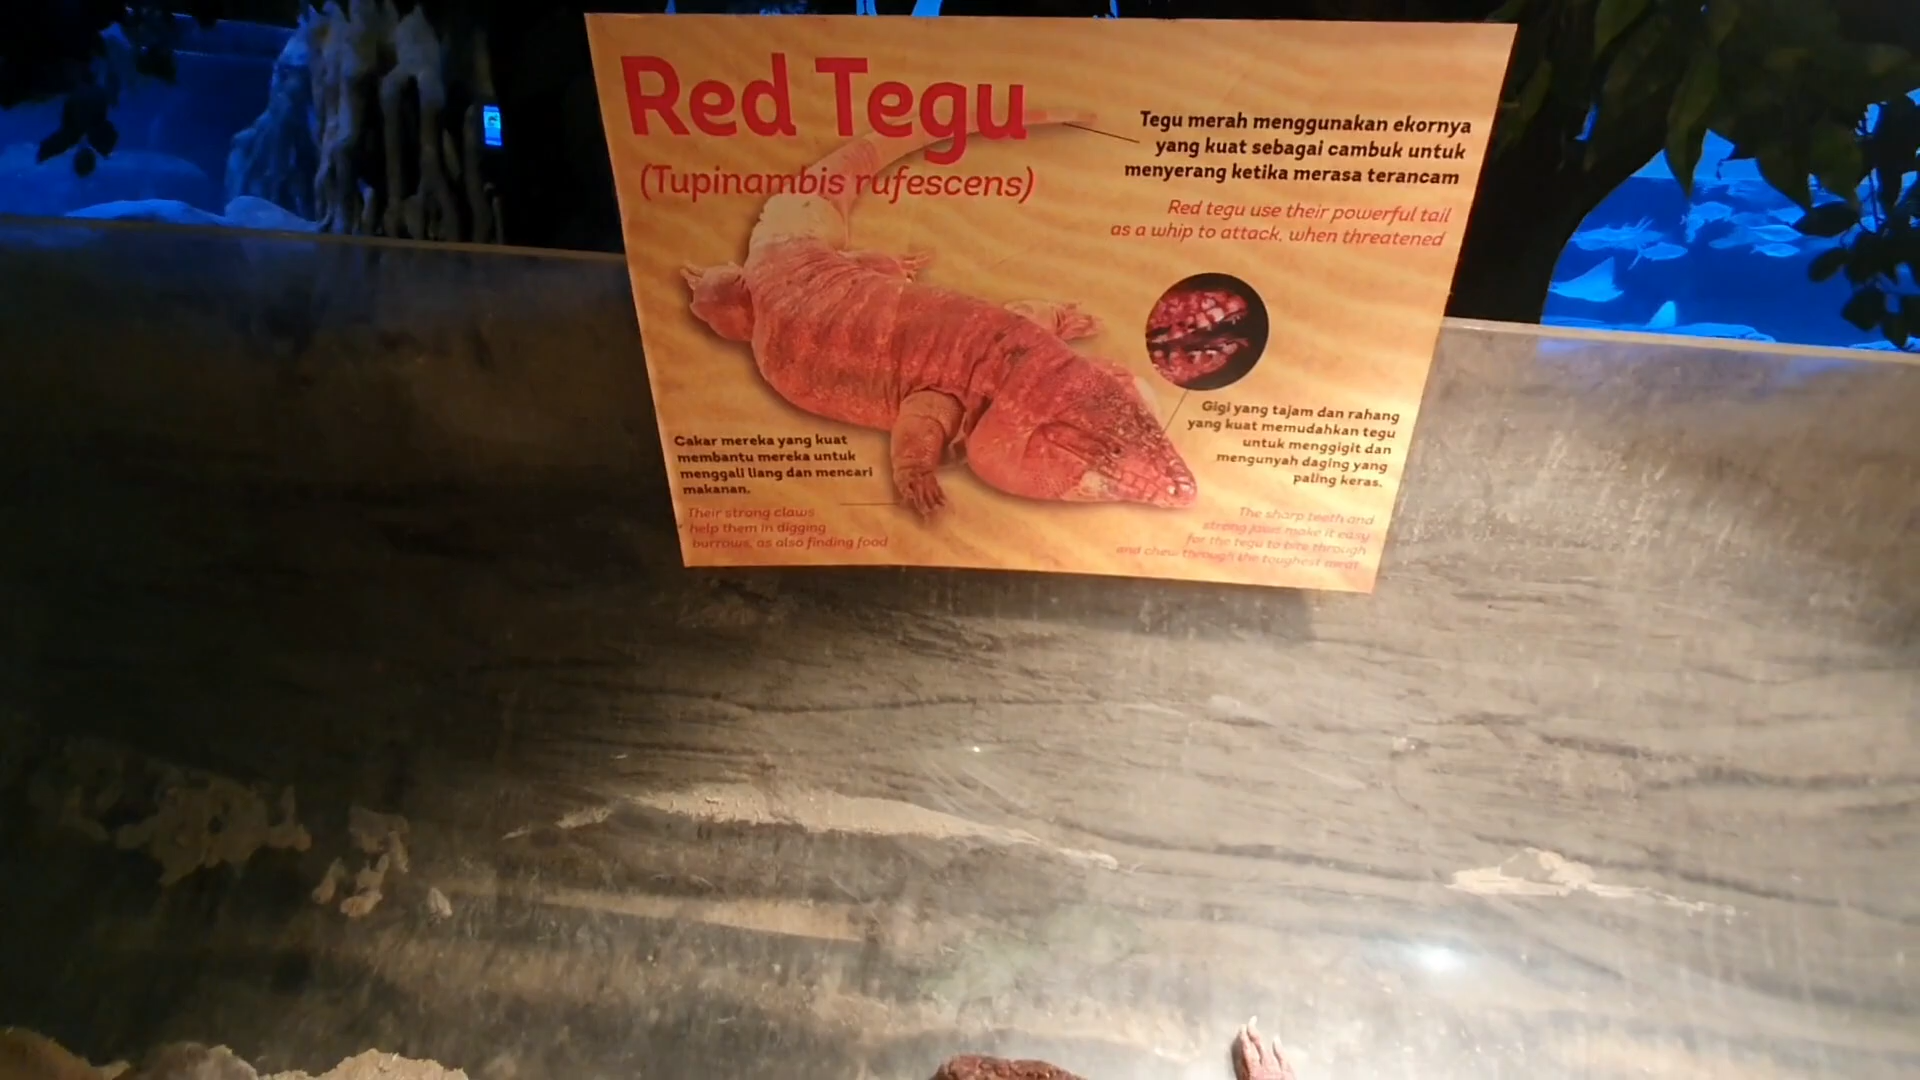 Red Tegu
(Tupinambis rufescens)
Tegu merah menggunakan ekornya
yang kuat sebagai cambuk untuk
menyerang ketika merasa terancam
Red tegu use their powerful tail
as a whip to attack, when threatened
Gigi yang tajam dan rahang
yang kuat memudahkan tegu
untuk menggigit dan
mengunyah daging yang
paling keras.
The sharp teeth and
strong jaws make it easy
for the tegu to bite through
and chew through the toughest meat
Cakar mereka yang kuat
membantu mereka untuk
menggali liang dan mencari
makanan.
Their strong claws
help them in digging
burrows, as also finding food